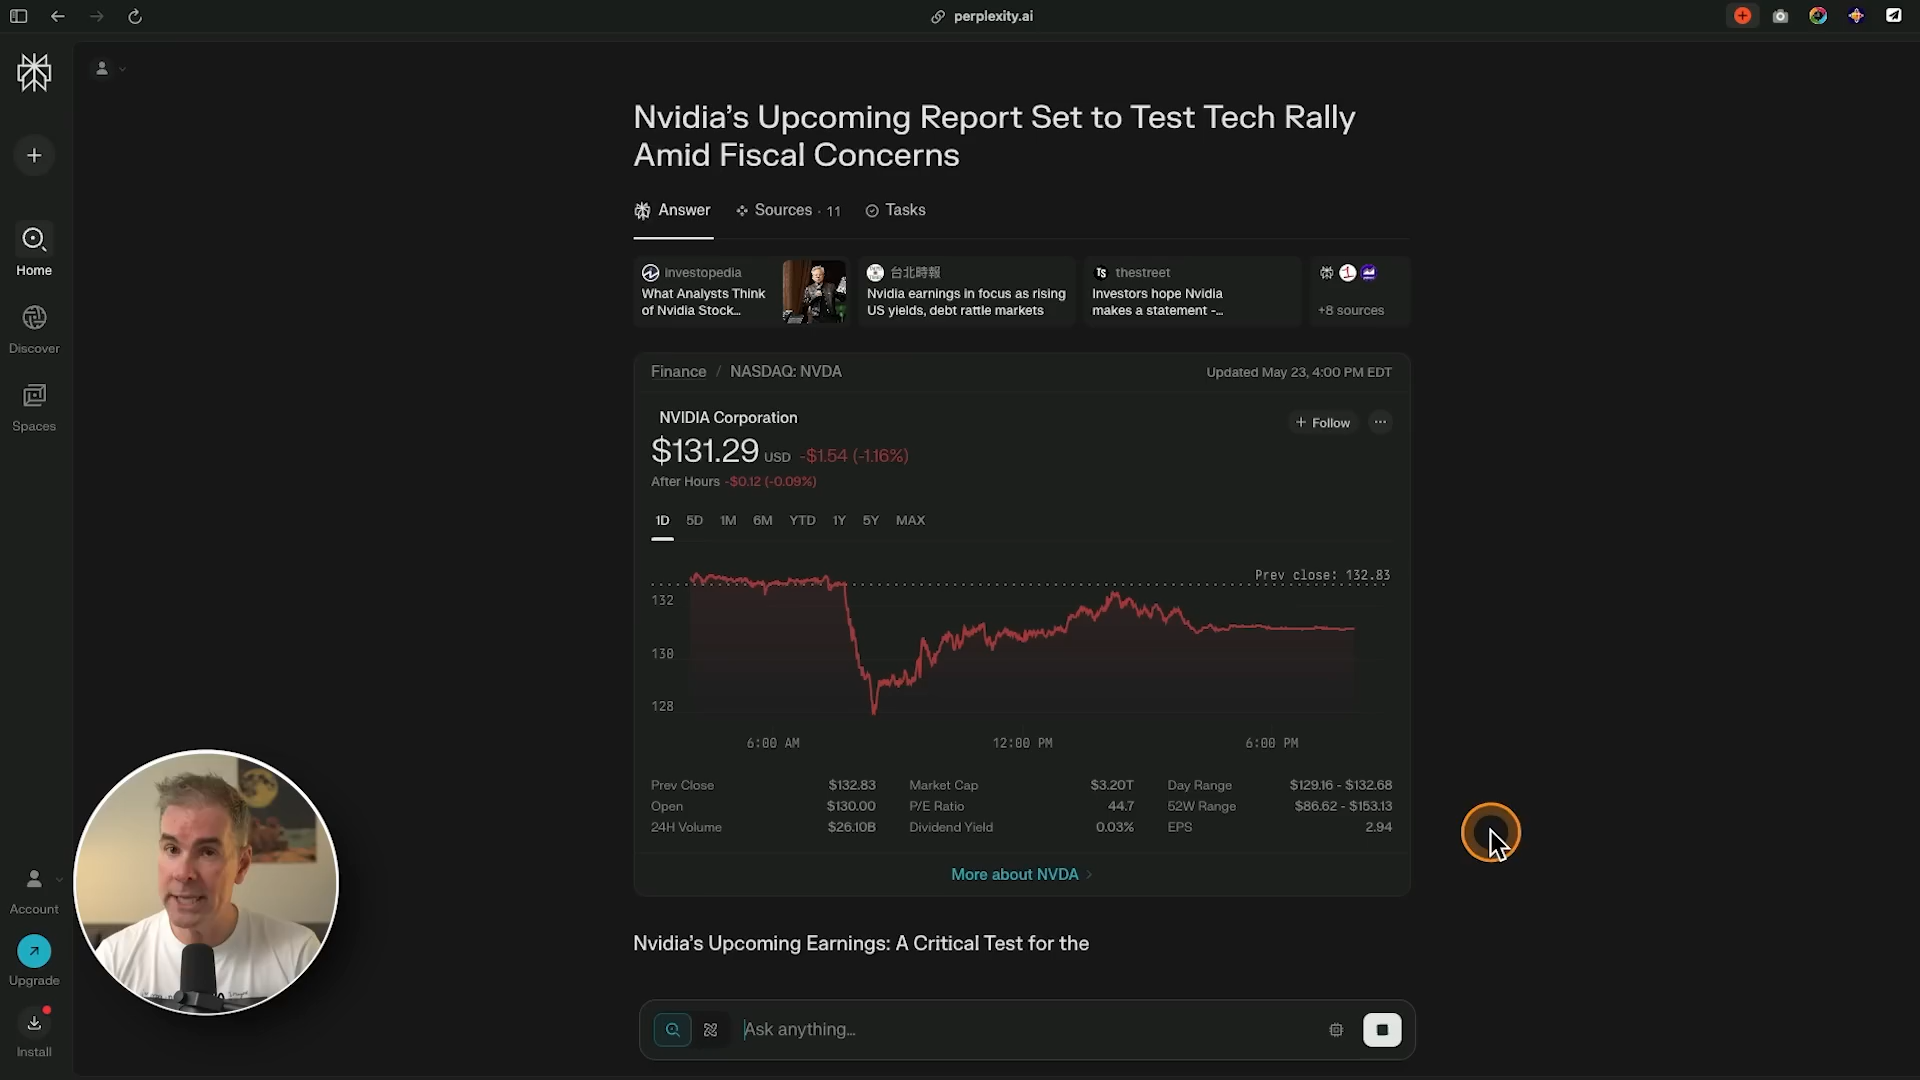 perplexity.ai
Nvidia’s Upcoming Report Set to Test Tech Rally
Amid Fiscal Concerns
Answer
Sources · 11
Tasks
investopedia
What Analysts Think
of Nvidia Stock...
台北時報
Nvidia earnings in focus as rising
US yields, debt rattle markets
TS thestreet
Investors hope Nvidia
makes a statement -...
+8 sources
Home
Discover
Spaces
Account
Upgrade
Install
Finance / NASDAQ: NVDA
Updated May 23, 4:00 PM EDT
NVIDIA Corporation
+ Follow
$131.29 USD -$1.54 (-1.16%)
After Hours -$0.12 (-0.09%)
1D 5D 1M 6M YTD 1Y 5Y MAX
Prev close: 132.83
132
130
128
6:00 AM 12:00 PM 6:00 PM
Prev Close $132.83 Market Cap $3.20T Day Range $129.16 - $132.68
Open $130.00 P/E Ratio 44.7 52W Range $86.62 - $153.13
24H Volume $26.10B Dividend Yield 0.03% EPS 2.94
More about NVDA
Nvidia’s Upcoming Earnings: A Critical Test for the
Ask anything...